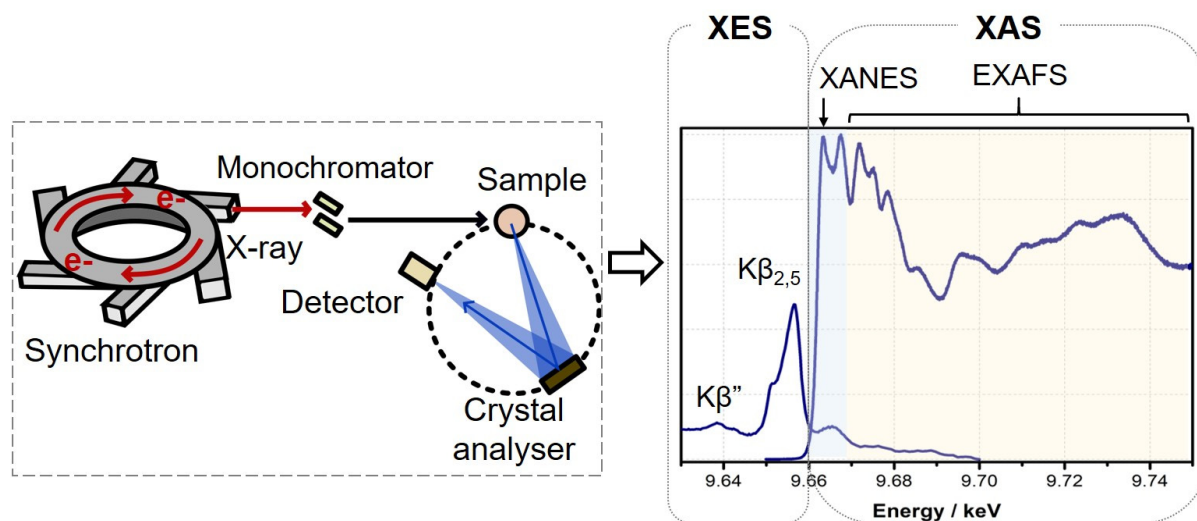 Monochromator
Sample
e-
X-ray
e-
Detector
Synchrotron
Crystal
analyser
XES
XAS
XANES
EXAFS
Kβ2,5
Kβ”
9.64
9.66
9.68
9.70
9.72
9.74
Energy / keV